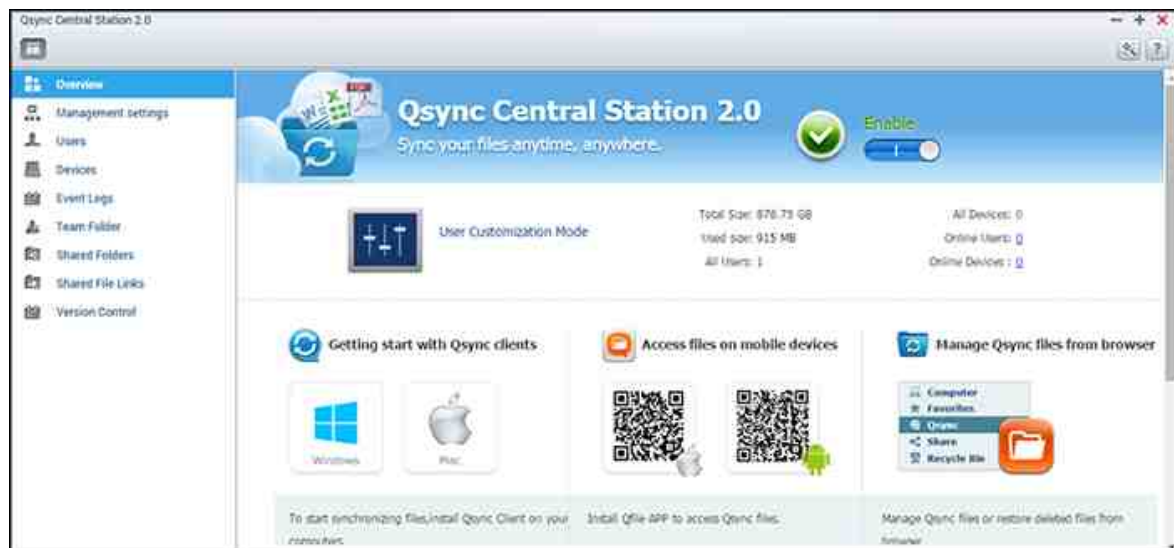 Qsync Central Station 2.0
Overview
Management settings
Users
Devices
Event Logs
Team Folder
Shared Folders
Shared File Links
Version Control
Qsync Central Station 2.0
Sync your files anytime, anywhere.
Enable
User Customization Mode
Total Size: 878.75 GB
Used size: 915 MB
All Users: 1
All Devices: 0
Online Users: 0
Online Devices : 0
Getting start with Qsync clients
Windows
Mac
To start synchronizing files,install Qsync Client on your
computers.
Access files on mobile devices
Install Qfile APP to access Qsync files.
Manage Qsync files from browser
Computer
Favorites
Qsync
Share
Recycle Bin
Manage Qsync files or restore deleted files from
browser.